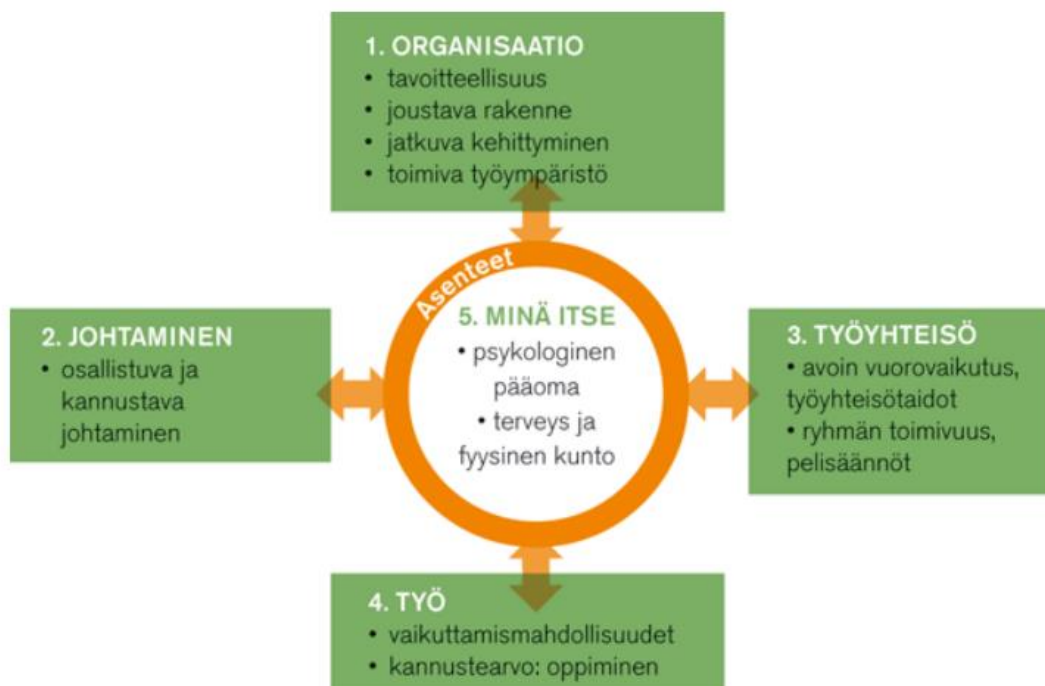 1. ORGANISAATIO
• tavoitteellisuus
• joustava rakenne
• jatkuva kehittyminen
• toimiva työympäristö
Asenteet
5. MINÄ ITSE
• psykologinen
pääoma
• terveys ja
fyysinen kunto
2. JOHTAMINEN
• osallistuva ja
kannustava
johtaminen
3. TYÖYHTEISÖ
• avoin vuorovaikutus,
työyhteisötaidot
• ryhmän toimivuus,
pelisäännöt
4. TYÖ
• vaikuttamismahdollisuudet
• kannustearvo: oppiminen